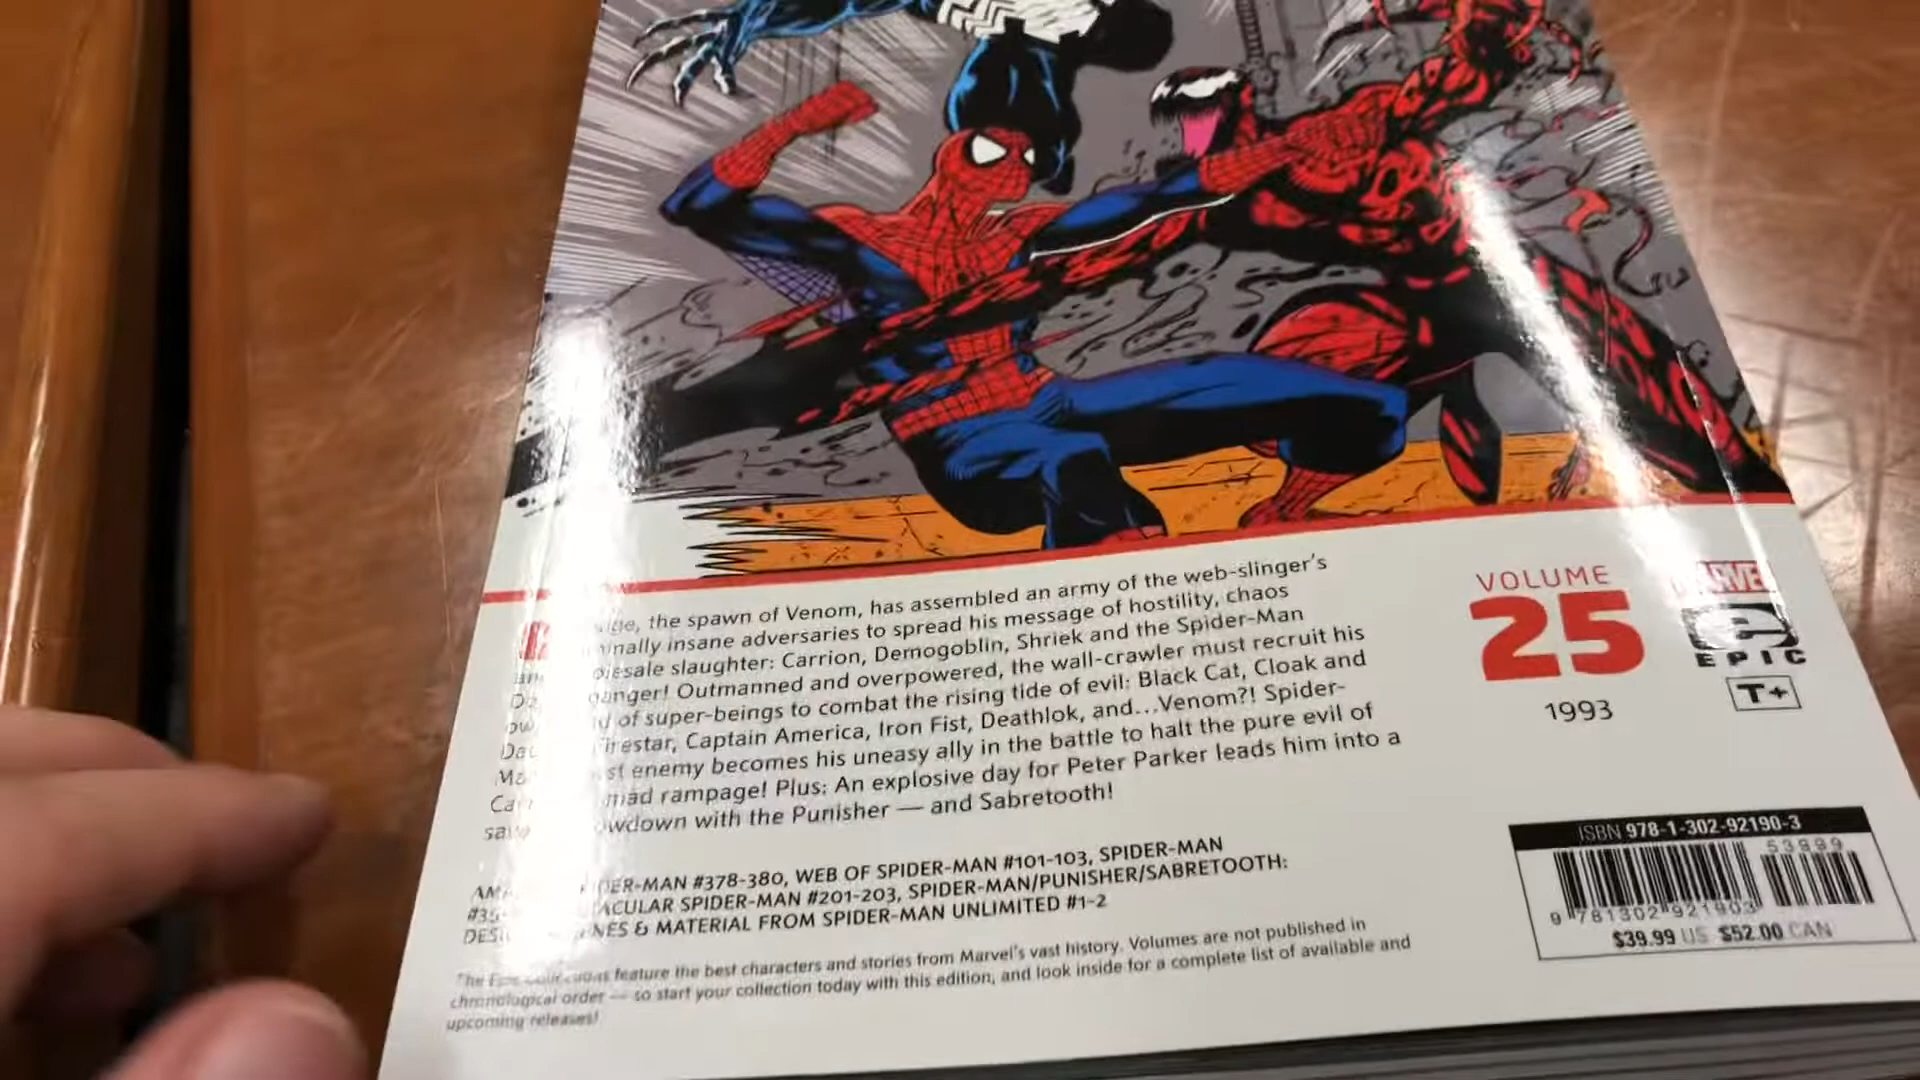 the spawn of Venom, has assembled an army of the web-slinger's
insane adversaries to spread his message of hostility, chaos
slaughter: Carrion, Demogoblin, Shriek and the Spider-Man
Outmanned and overpowered, the wall-crawler must recruit his
of super-beings to combat the rising tide of evil: Black Cat, Cloak and
Firestar, Captain America, Iron Fist, Deathlok, and...Venom?! Spider-
enemy becomes his uneasy ally in the battle to halt the pure evil of
mad rampage! Plus: An explosive day for Peter Parker leads him into a
with the Punisher — and Sabretooth!
#378-380, WEB OF SPIDER-MAN #101-103, SPIDER-MAN
SPIDER-MAN #201-203, SPIDER-MAN/PUNISHER/SABRETOOTH:
& MATERIAL FROM SPIDER-MAN UNLIMITED #1-2
feature the best characters and stories from Marvel's vast history. Volumes are not published in
chronological order — so start your collection today with this edition, and look inside for a complete list of available and
upcoming releases!
VOLUME
25
1993
EPIC
T+
ISBN 978-1-302-92190-3
53999
9 781302 921903
$39.99 US $52.00 CAN